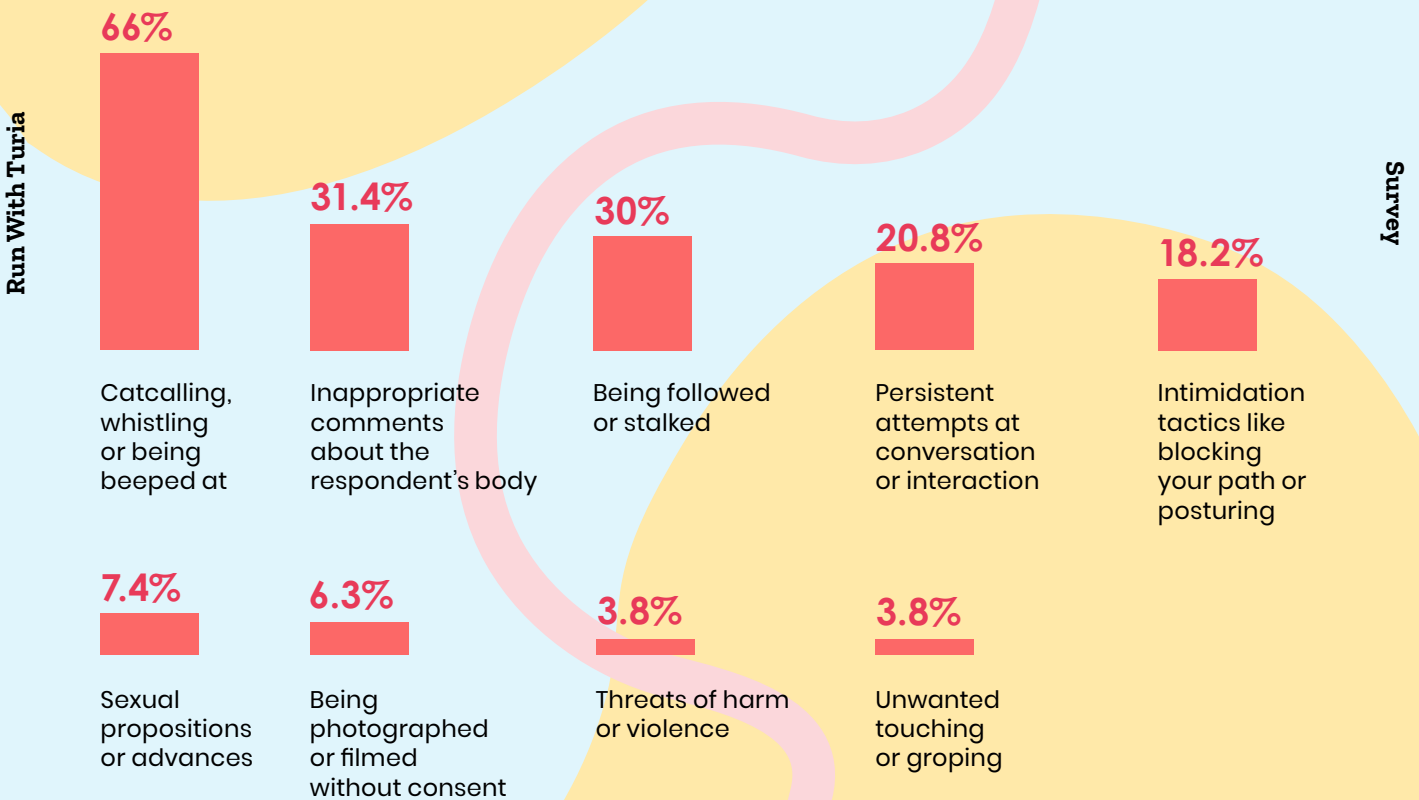 Run With Turia
Survey
66%
Catcalling,
whistling
or being
beeped at
31.4%
Inappropriate
comments
about the
respondent’s body
30%
Being followed
or stalked
20.8%
Persistent
attempts at
conversation
or interaction
18.2%
Intimidation
tactics like
blocking
your path or
posturing
7.4%
Sexual
propositions
or advances
6.3%
Being
photographed
or filmed
without consent
3.8%
Threats of harm
or violence
3.8%
Unwanted
touching
or groping